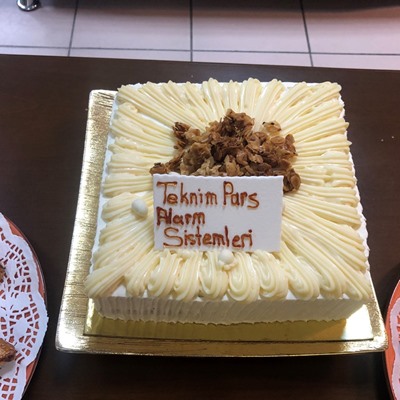 Teknim Pars
Alarm
Sistemleri